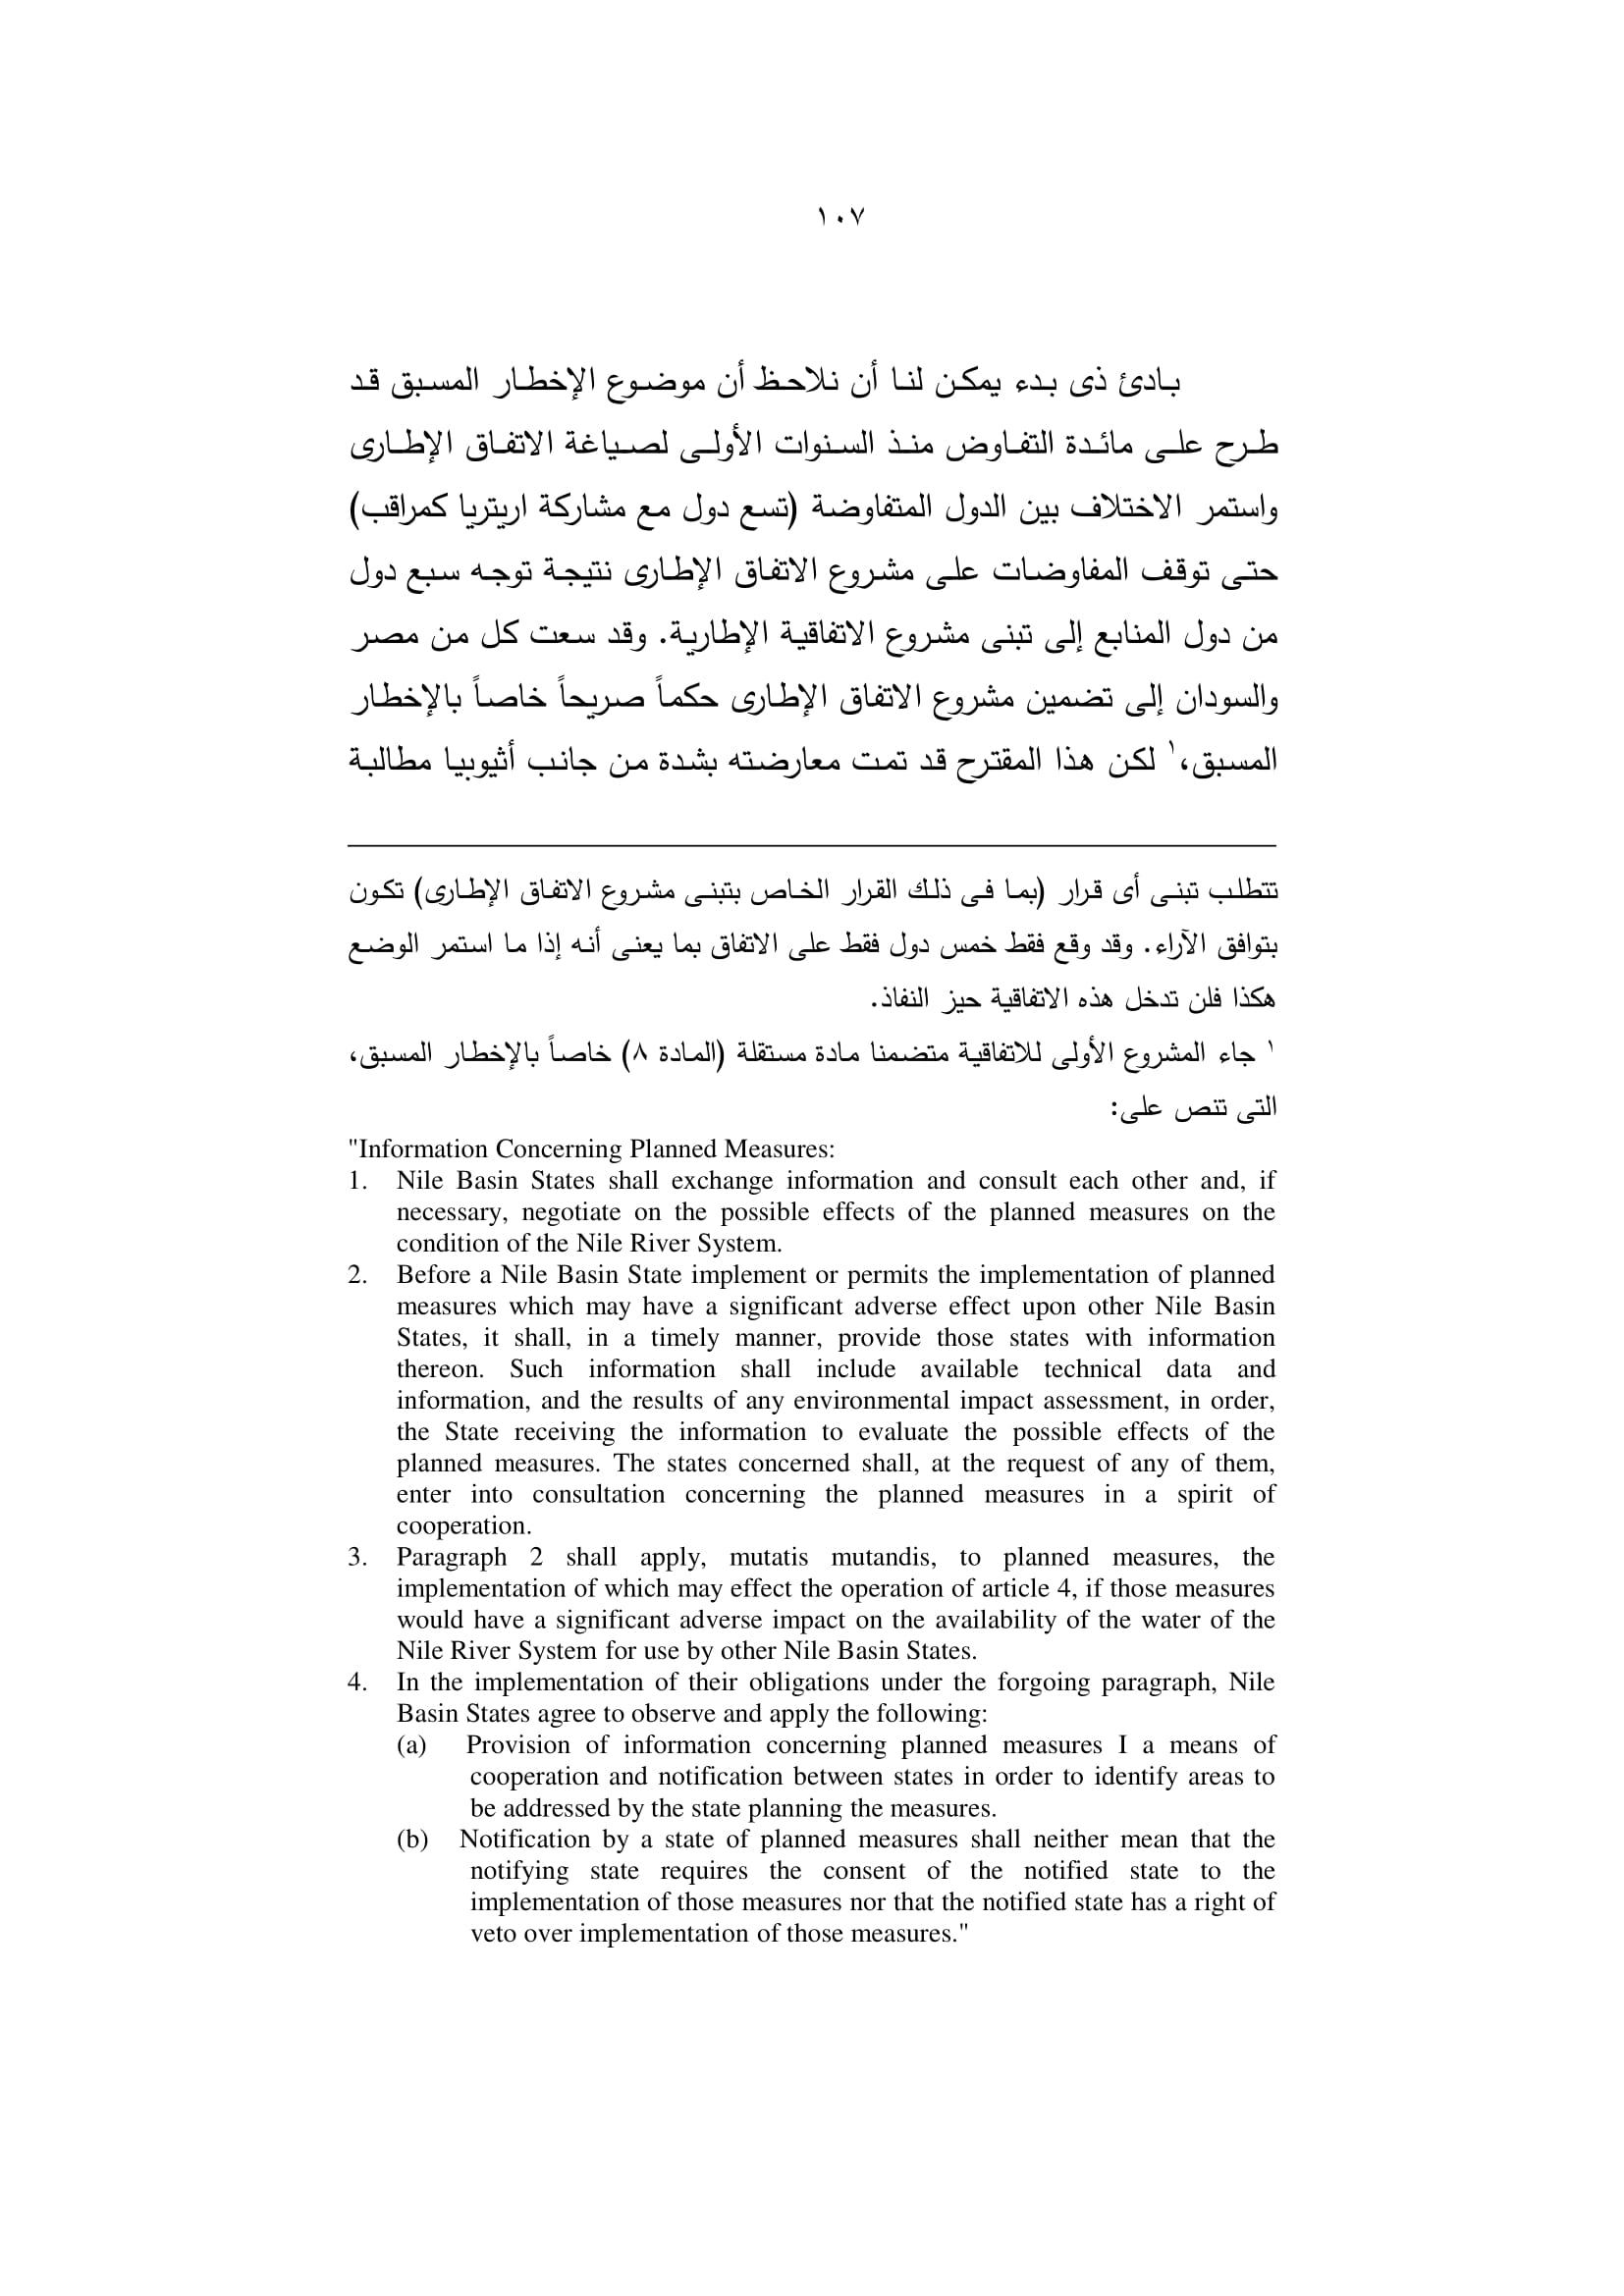 ١٠٧
بادئ ذى بدء يمكن لنا أن نلاحظ أن موضوع الإخطار المسبق قد
طرح على مائدة التفاوض منذ السنوات الأولى لصياغة الاتفاق الإطارى
واستمر الاختلاف بين الدول المتفاوضة (تسع دول مع مشاركة اريتريا كمراقب)
حتى توقف المفاوضات على مشروع الاتفاق الإطارى نتيجة توجه سبع دول
من دول المنابع إلى تبنى مشروع الاتفاقية الإطارية. وقد سعت كل من مصر
والسودان إلى تضمين مشروع الاتفاق الإطارى حكماً صريحاً خاصاً بالإخطار
المسبق،١ لكن هذا المقترح قد تمت معارضته بشدة من جانب أثيوبيا مطالبة
تتطلب تبنى أى قرار (بما فى ذلك القرار الخاص بتبنى مشروع الاتفاق الإطارى) تكون
بتوافق الآراء. وقد وقع فقط خمس دول فقط على الاتفاق بما يعنى أنه إذا ما استمر الوضع
هكذا فلن تدخل هذه الاتفاقية حيز النفاذ.
١ جاء المشروع الأولى للاتفاقية متضمنا مادة مستقلة (المادة ٨) خاصاً بالإخطار المسبق،
التى تنص على:
"Information Concerning Planned Measures:
1. Nile Basin States shall exchange information and consult each other and, if
necessary, negotiate on the possible effects of the planned measures on the
condition of the Nile River System.
2. Before a Nile Basin State implement or permits the implementation of planned
measures which may have a significant adverse effect upon other Nile Basin
States, it shall, in a timely manner, provide those states with information
thereon. Such information shall include available technical data and
information, and the results of any environmental impact assessment, in order,
the State receiving the information to evaluate the possible effects of the
planned measures. The states concerned shall, at the request of any of them,
enter into consultation concerning the planned measures in a spirit of
cooperation.
3. Paragraph 2 shall apply, mutatis mutandis, to planned measures, the
implementation of which may effect the operation of article 4, if those measures
would have a significant adverse impact on the availability of the water of the
Nile River System for use by other Nile Basin States.
4. In the implementation of their obligations under the forgoing paragraph, Nile
Basin States agree to observe and apply the following:
(a) Provision of information concerning planned measures I a means of
cooperation and notification between states in order to identify areas to
be addressed by the state planning the measures.
(b) Notification by a state of planned measures shall neither mean that the
notifying state requires the consent of the notified state to the
implementation of those measures nor that the notified state has a right of
veto over implementation of those measures."